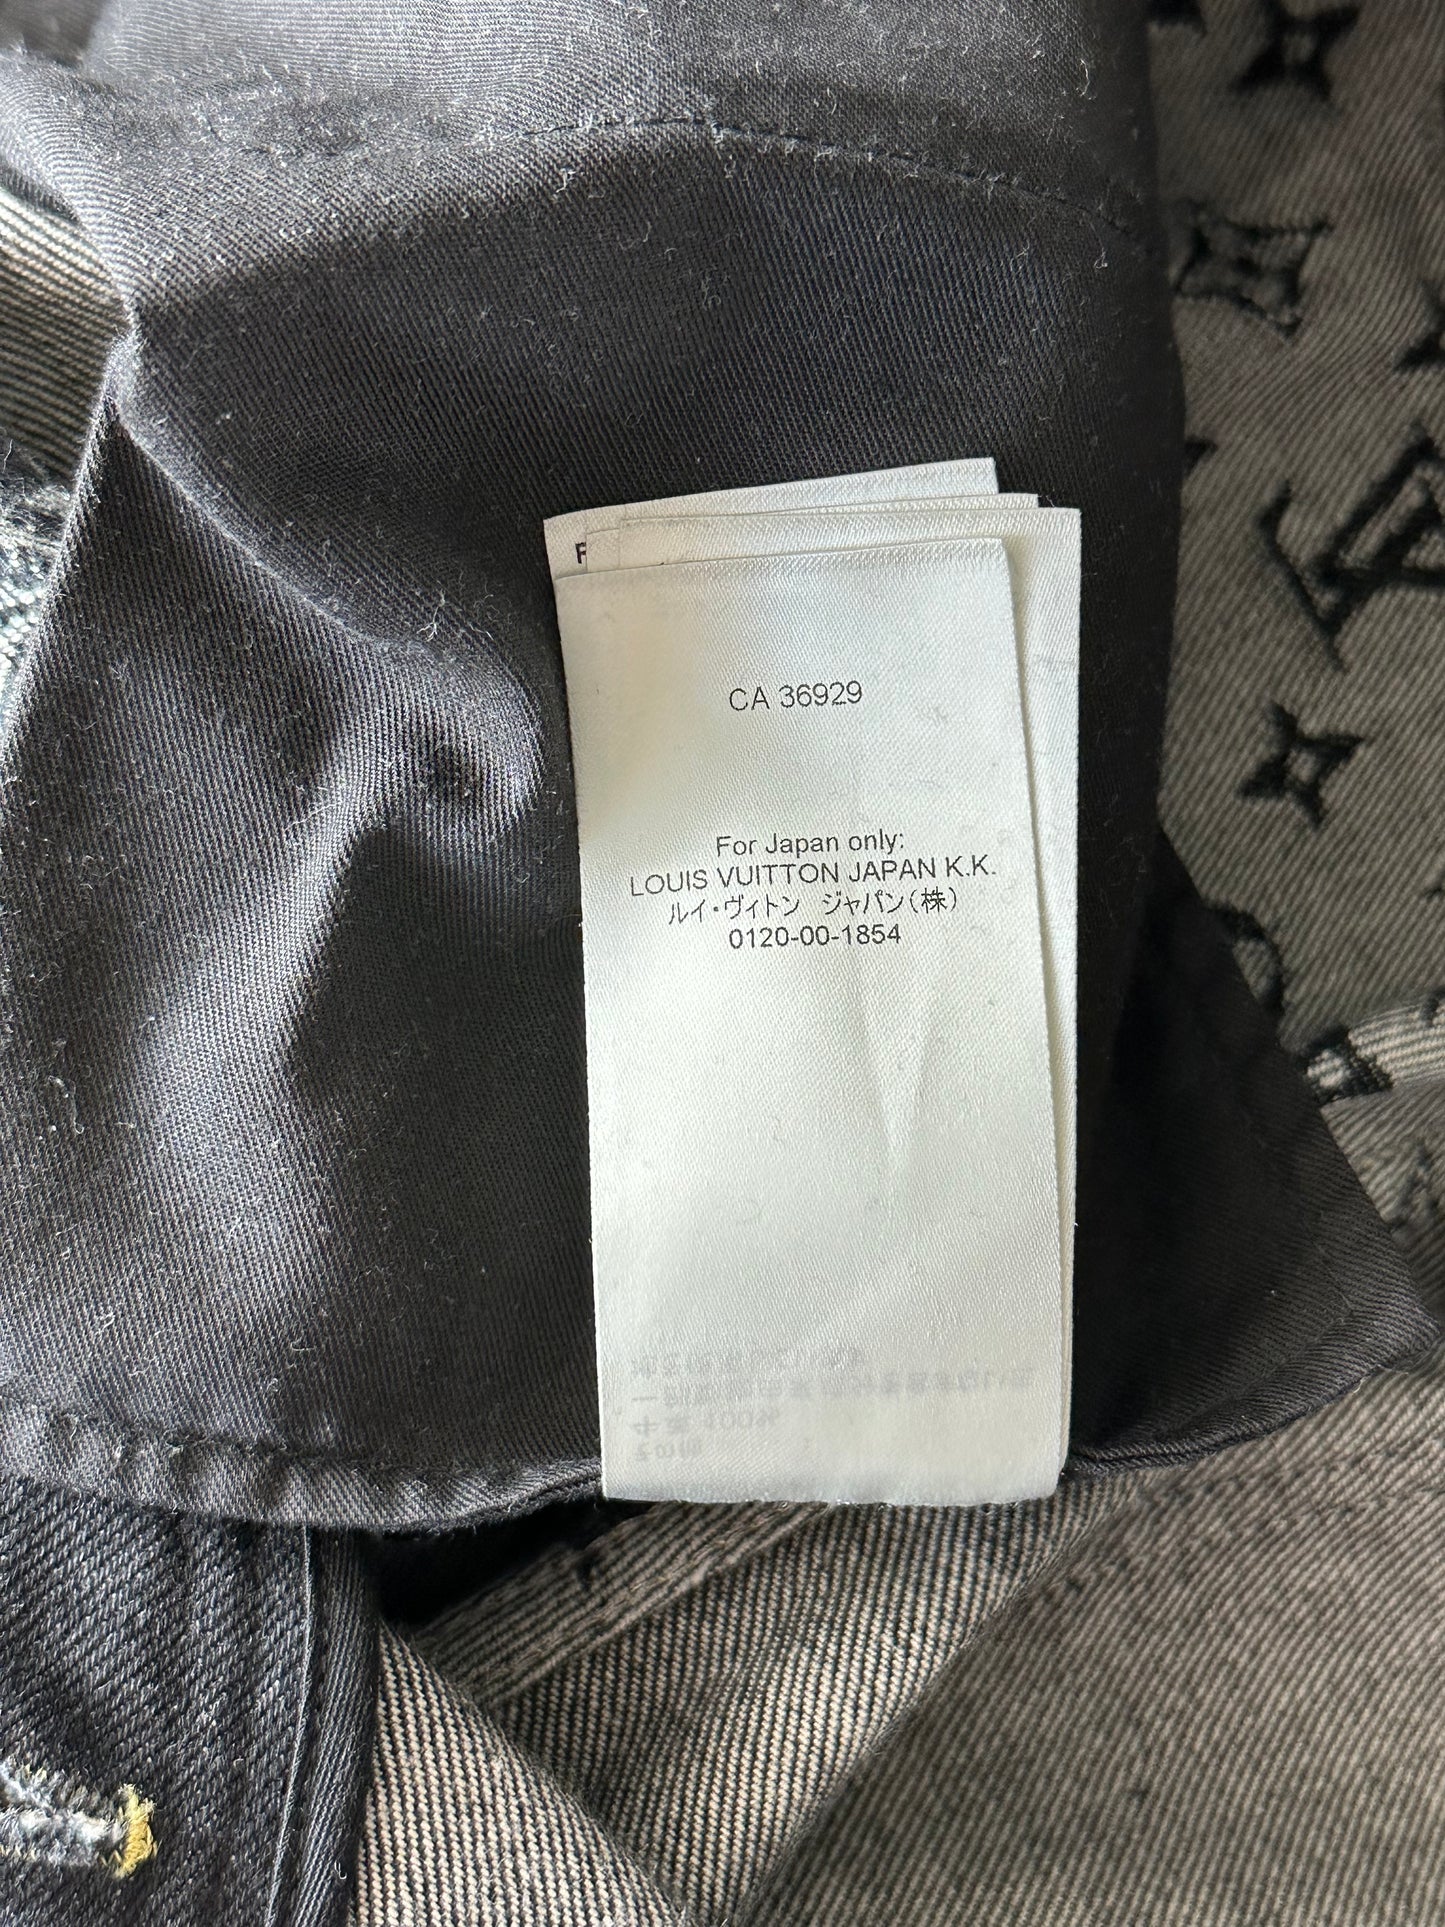 F
CA 36929
For Japan only:
LOUIS VUITTON JAPAN K.K.
ルイ・ヴィトン ジャパン(株)
0120-00-1854
100%